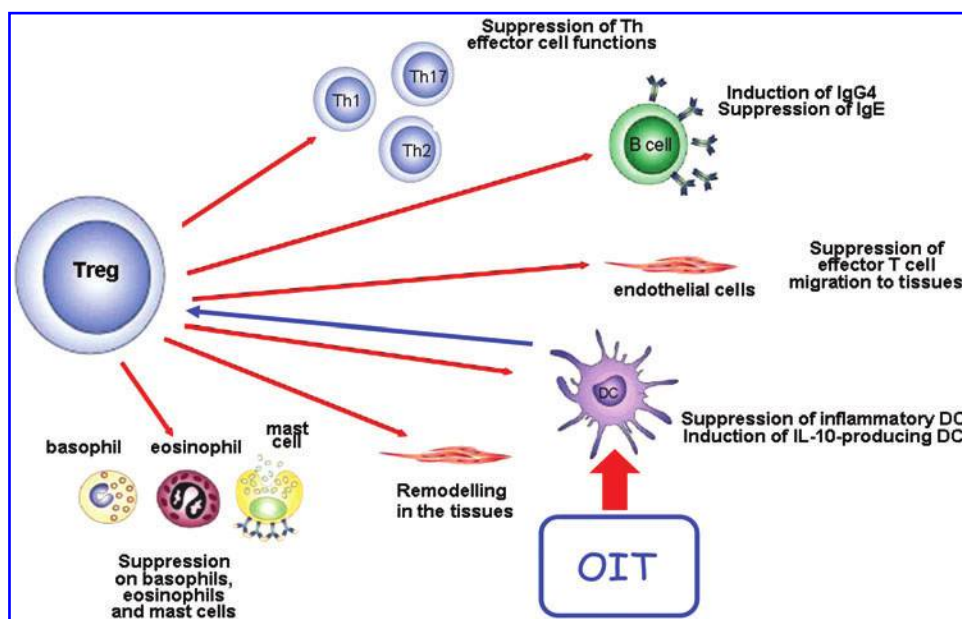 Suppression of Th
effector cell functions
Th17
Th1
Th2
Induction of IgG4
Suppression of IgE
B cell
Treg
Suppression of
effector T cell
migration to tissues
endothelial cells
DC
Suppression of inflammatory DC
Induction of IL-10-producing DC
mast
cell
basophil
eosinophil
Remodelling
in the tissues
OIT
Suppression
on basophils,
eosinophils
and mast cells